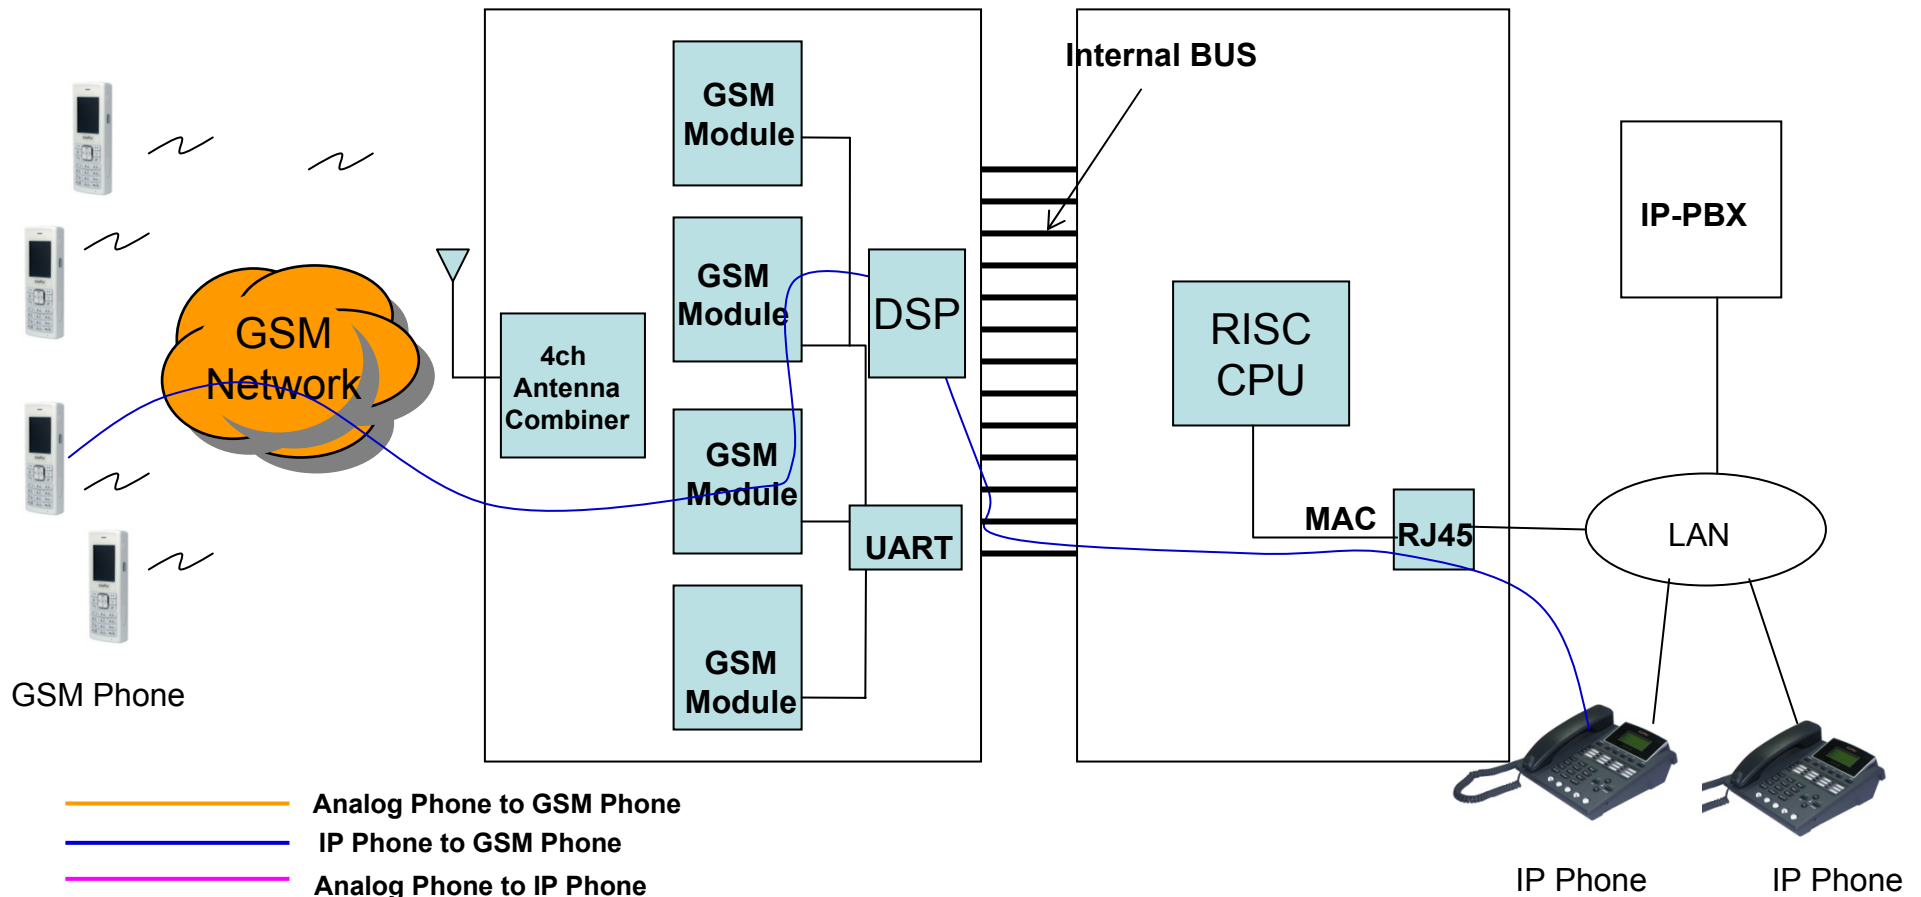 Internal BUS
GSM
Module
GSM
Module
GSM
Module
GSM
Module
4ch
Antenna
Combiner
DSP
UART
GSM
Network
GSM Phone
RISC
CPU
MAC
RJ45
IP-PBX
LAN
IP Phone
IP Phone
Analog Phone to GSM Phone
IP Phone to GSM Phone
Analog Phone to IP Phone